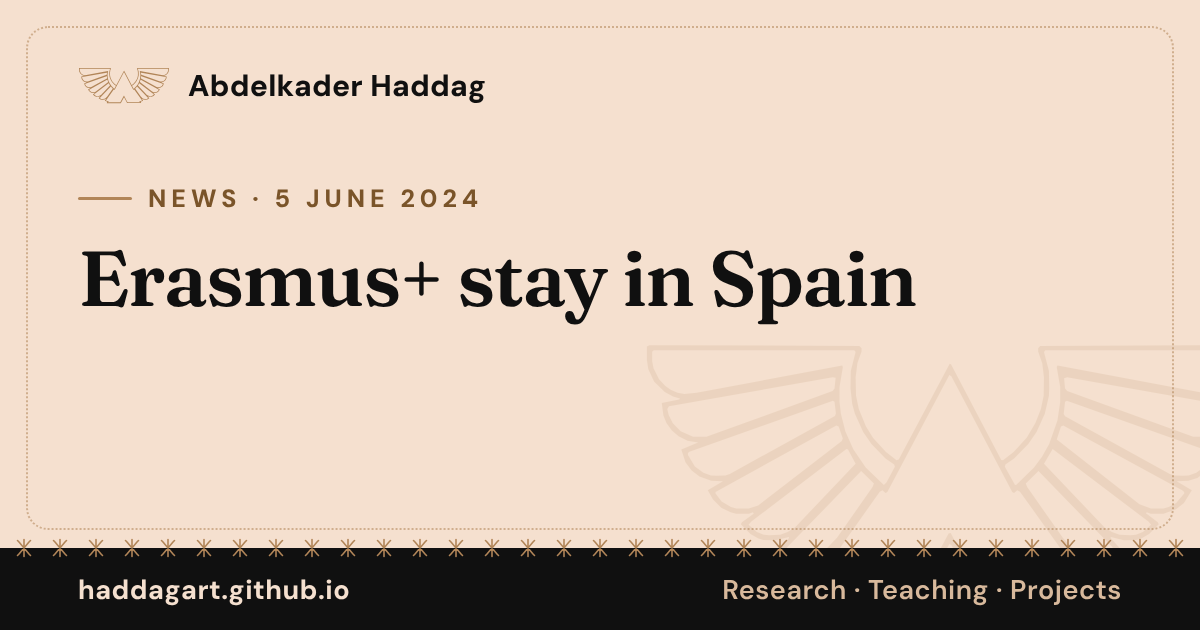 Abdelkader Haddag
NEWS · 5 JUNE 2024
Erasmus+ stay in Spain
haddagart.github.io
Research · Teaching · Projects